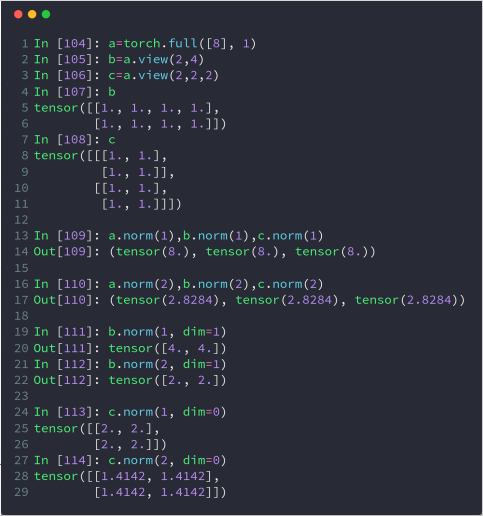 1 In [104]: a=torch.full([8], 1)
2 In [105]: b=a.view(2,4)
3 In [106]: c=a.view(2,2,2)
4 In [107]: b
5 tensor([[1., 1., 1., 1.],
6         [1., 1., 1., 1.]])
7 In [108]: c
8 tensor([[[1., 1.],
9          [1., 1.]],
10         [[1., 1.],
11          [1., 1.]]])
12
13 In [109]: a.norm(1),b.norm(1),c.norm(1)
14 Out[109]: (tensor(8.), tensor(8.), tensor(8.))
15
16 In [110]: a.norm(2),b.norm(2),c.norm(2)
17 Out[110]: (tensor(2.8284), tensor(2.8284), tensor(2.8284))
18
19 In [111]: b.norm(1, dim=1)
20 Out[111]: tensor([4., 4.])
21 In [112]: b.norm(2, dim=1)
22 Out[112]: tensor([2., 2.])
23
24 In [113]: c.norm(1, dim=0)
25 tensor([[2., 2.],
26         [2., 2.]])
27 In [114]: c.norm(2, dim=0)
28 tensor([[1.4142, 1.4142],
29         [1.4142, 1.4142]])